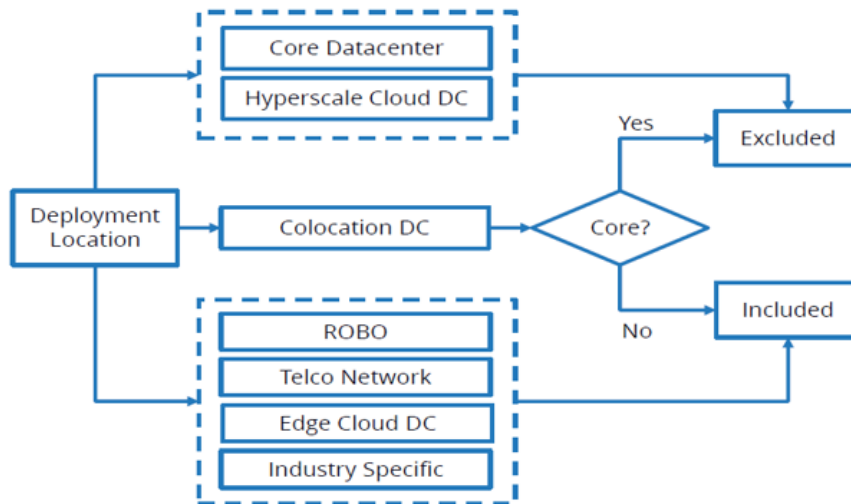 Core Datacenter
Hyperscale Cloud DC
Yes
Excluded
Deployment
Location
Colocation DC
Core?
Included
No
ROBO
Telco Network
Edge Cloud DC
Industry Specific